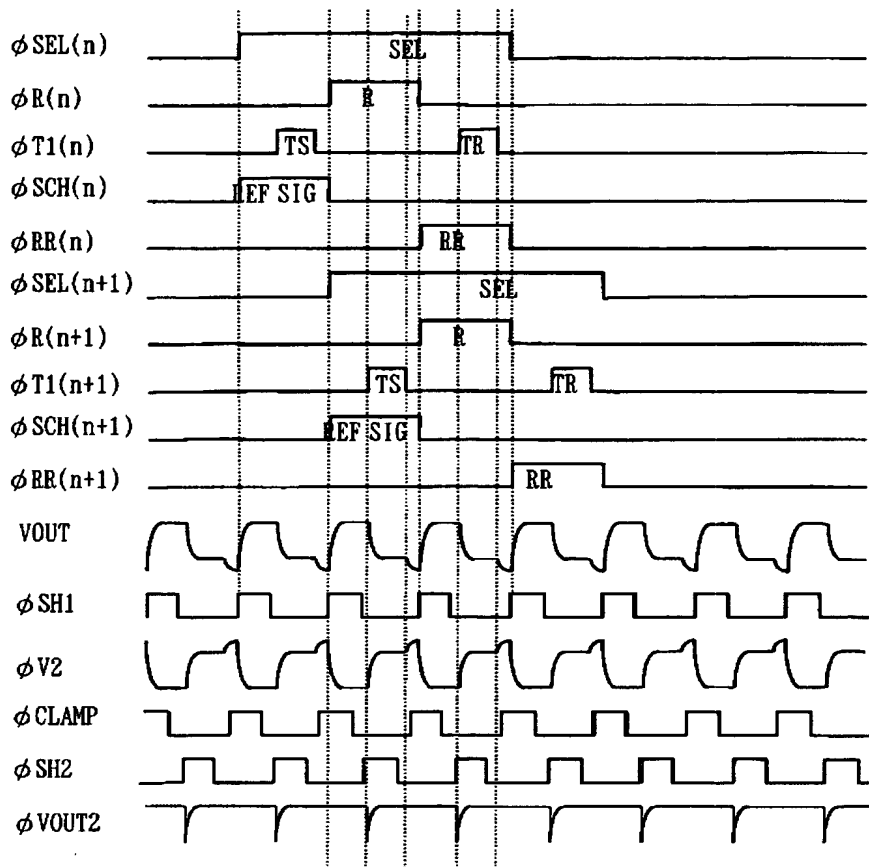 φSEL(n) SEL
φR(n) R
φT1(n) TS TR
φSCH(n) REF SIG
φRR(n) RR
φSEL(n+1) SEL
φR(n+1) R
φT1(n+1) TS TR
φSCH(n+1) REF SIG
φRR(n+1) RR
VOUT
φSH1
φV2
φCLAMP
φSH2
φVOUT2